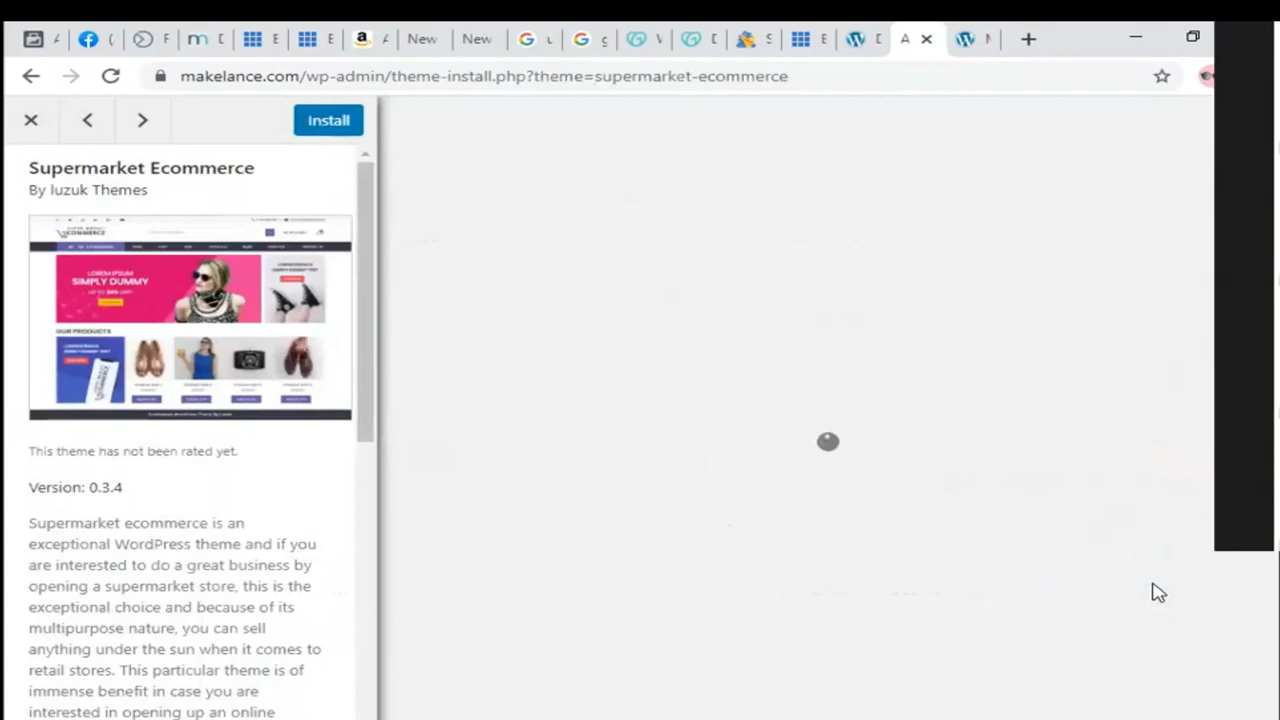 New
New
makelance.com/wp-admin/theme-install.php?theme=supermarket-ecommerce
Install
Supermarket Ecommerce
By luzuk Themes
ECOMMERCE
LOREM IPSUM
SIMPLY DUMMY
OUR PRODUCTS
This theme has not been rated yet.
Version: 0.3.4
Supermarket ecommerce is an
exceptional WordPress theme and if you
are interested to do a great business by
opening a supermarket store, this is the
exceptional choice and because of its
multipurpose nature, you can sell
anything under the sun when it comes to
retail stores. This particular theme is of
immense benefit in case you are
interested in opening up an online